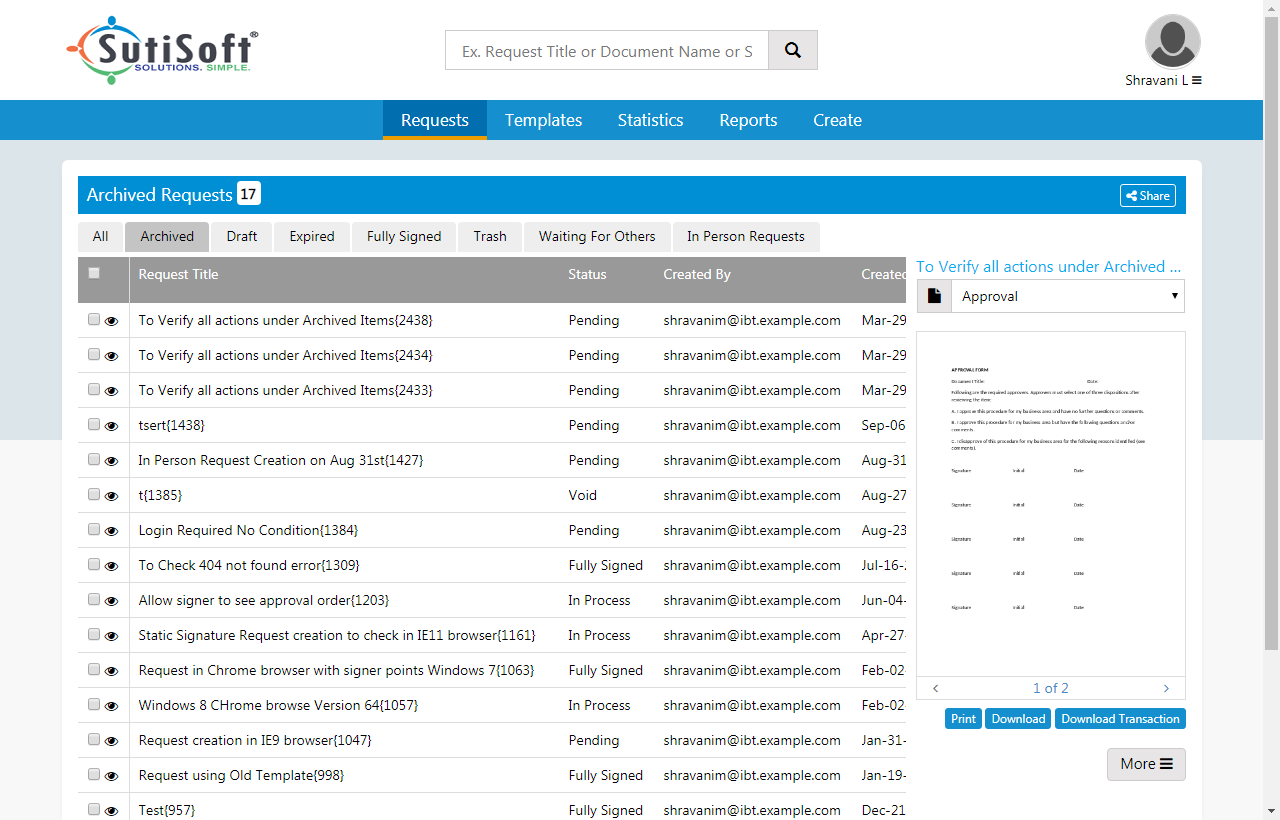 SutiSoft®
SOLUTIONS. SIMPLE.
Ex. Request Title or Document Name or S
Shravani L
Requests Templates Statistics Reports Create
Archived Requests 17
Share
All Archived Draft Expired Fully Signed Trash Waiting For Others In Person Requests
Request Title Status Created By Created
To Verify all actions under Archived Items{2438} Pending shravanim@ibt.example.com Mar-29
To Verify all actions under Archived Items{2434} Pending shravanim@ibt.example.com Mar-29
To Verify all actions under Archived Items{2433} Pending shravanim@ibt.example.com Mar-29
tsert{1438} Pending shravanim@ibt.example.com Sep-06
In Person Request Creation on Aug 31st{1427} Pending shravanim@ibt.example.com Aug-31
t{1385} Void shravanim@ibt.example.com Aug-27
Login Required No Condition{1384} Pending shravanim@ibt.example.com Aug-23
To Check 404 not found error{1309} Fully Signed shravanim@ibt.example.com Jul-16-
Allow signer to see approval order{1203} In Process shravanim@ibt.example.com Jun-04-
Static Signature Request creation to check in IE11 browser{1161} In Process shravanim@ibt.example.com Apr-27-
Request in Chrome browser with signer points Windows 7{1063} Fully Signed shravanim@ibt.example.com Feb-02-
Windows 8 CHrome browse Version 64{1057} In Process shravanim@ibt.example.com Feb-02-
Request creation in IE9 browser{1047} Pending shravanim@ibt.example.com Jan-31-
Request using Old Template{998} Fully Signed shravanim@ibt.example.com Jan-19-
Test{957} Fully Signed shravanim@ibt.example.com Dec-21
To Verify all actions under Archived ...
Approval
APPROVAL FORM
Document Title: Date:
Following are the required approvers. Approvers must select one of three dispositions after
reviewing the item:
A. I approve this procedure for my business area and have no further questions or comments.
B. I approve this procedure for my business area but have the following questions and/or
comments.
C. I disapprove of this procedure for my business area for the following reasons identified (see
comments).
Signature Initial Date
Signature Initial Date
Signature Initial Date
Signature Initial Date
Signature Initial Date
1 of 2
Print Download Download Transaction
More